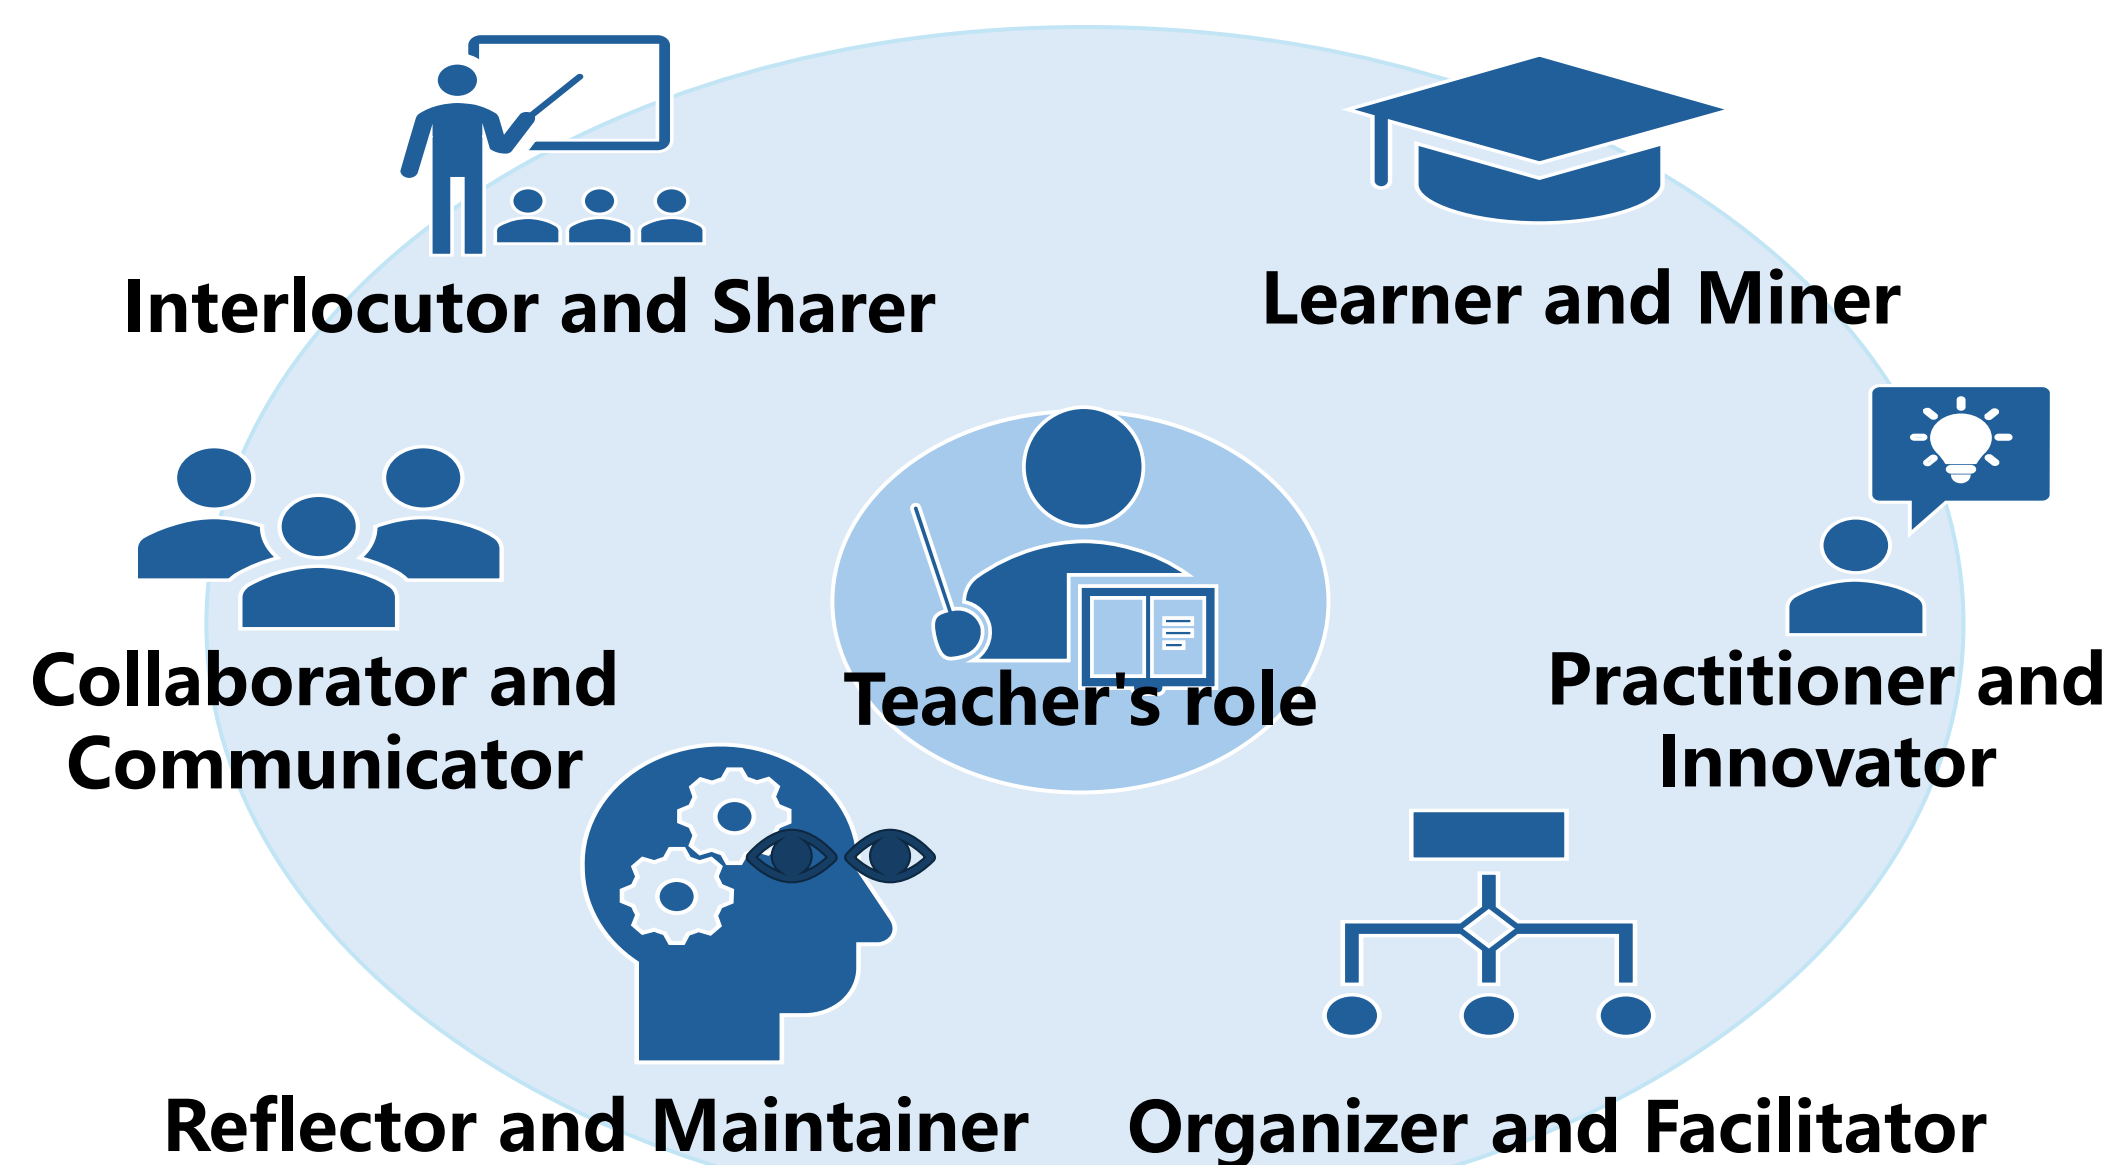 Interlocutor and Sharer
Learner and Miner
Collaborator and
Communicator
Teacher's role
Practitioner and
Innovator
Reflector and Maintainer
Organizer and Facilitator